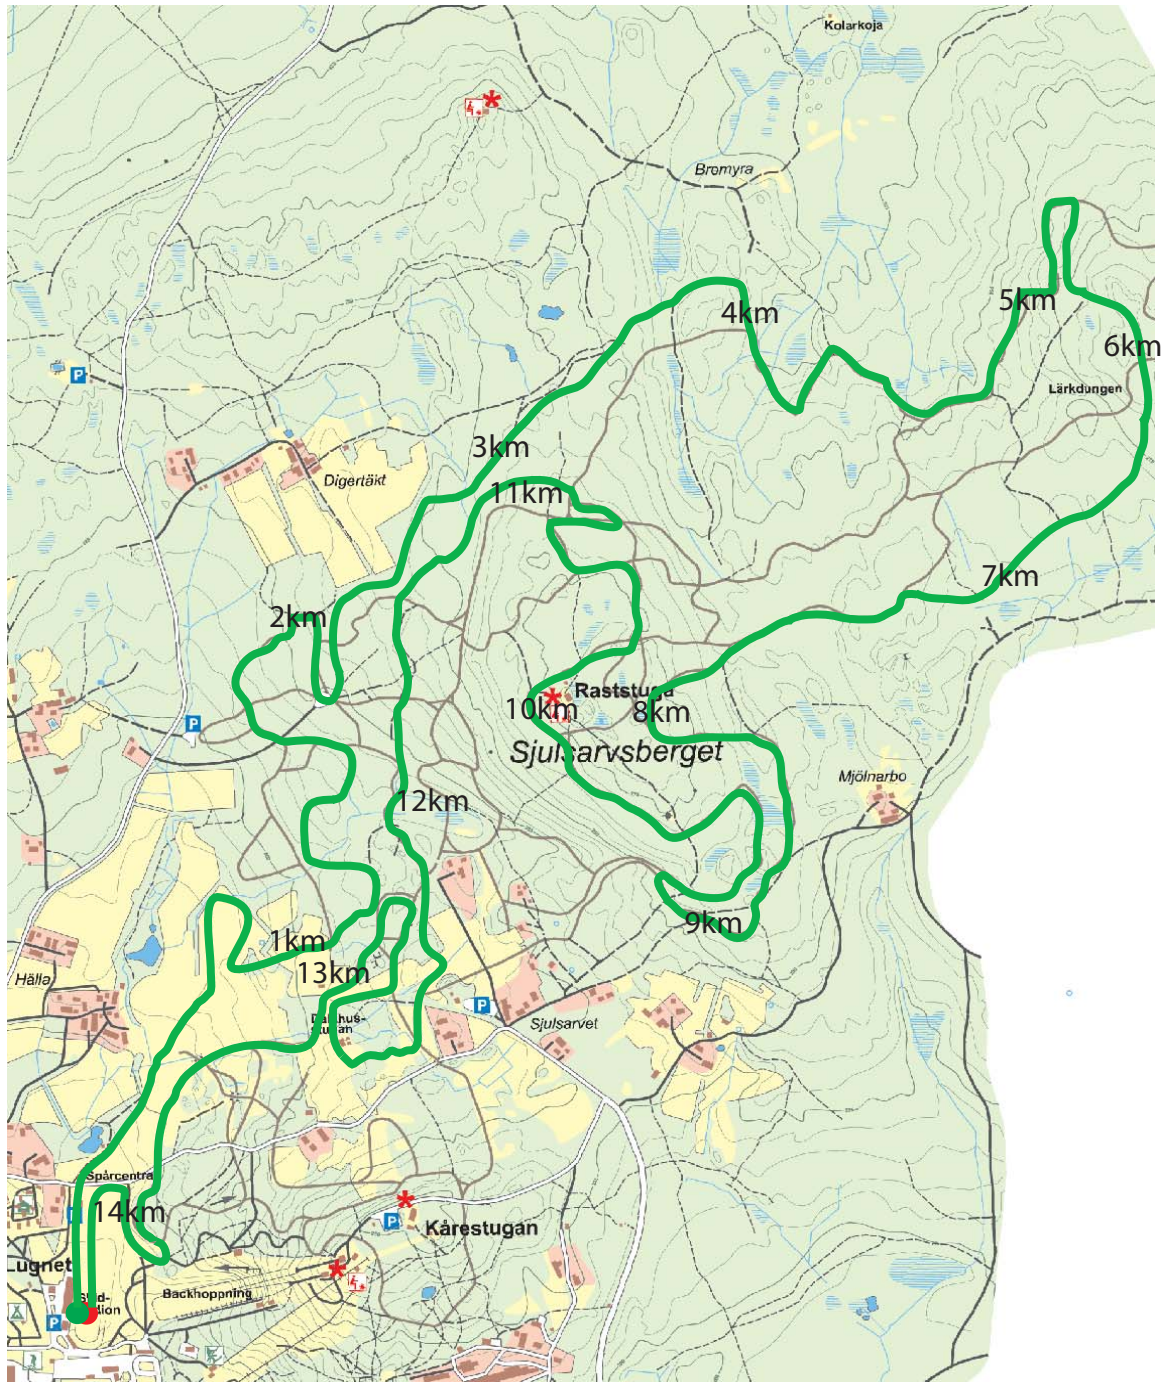 Kolarkoja
Bromyra
5km
4km
6km
Lärkdungen
P
3km
Digertäkt
11km
7km
2km
Raststuga
10km
8km
P
Sjulsarvsberget
Mjölnarbo
12km
9km
1km
13km
Hälla
P
Sjulsarvet
Spårcentral
14km
P
Kårestugan
Lugnet
Backhoppning
P